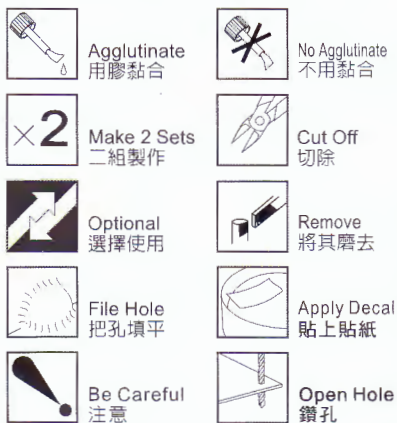 Agglutinate
用膠黏合
No Agglutinate
不用黏合
×2
Make 2 Sets
二組製作
Cut Off
切除
Optional
選擇使用
Remove
將其磨去
File Hole
把孔填平
Apply Decal
貼上貼紙
Be Careful
注意
Open Hole
鑽孔